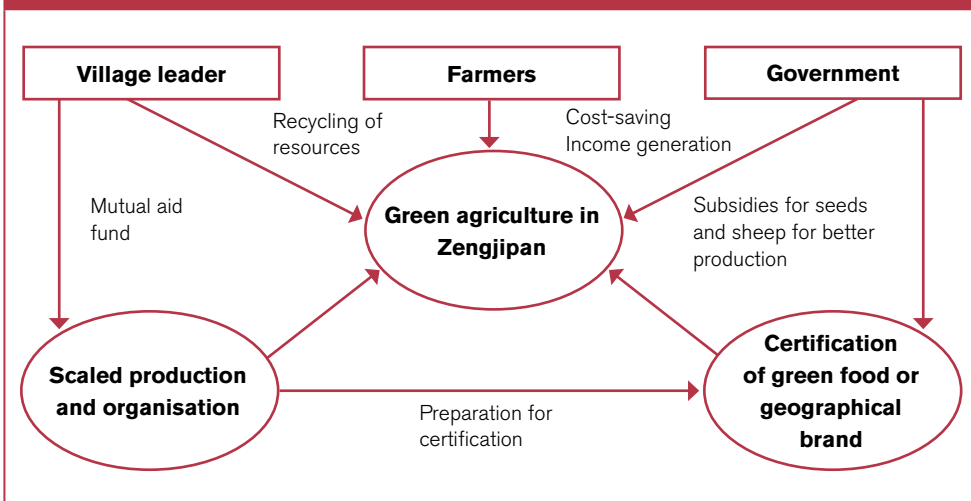 Village leader
Farmers
Government
Recycling of
resources
Cost-saving
Income generation
Mutual aid
fund
Green agriculture in
Zengjipan
Subsidies for seeds
and sheep for better
production
Scaled production
and organisation
Preparation for
certification
Certification
of green food or
geographical
brand